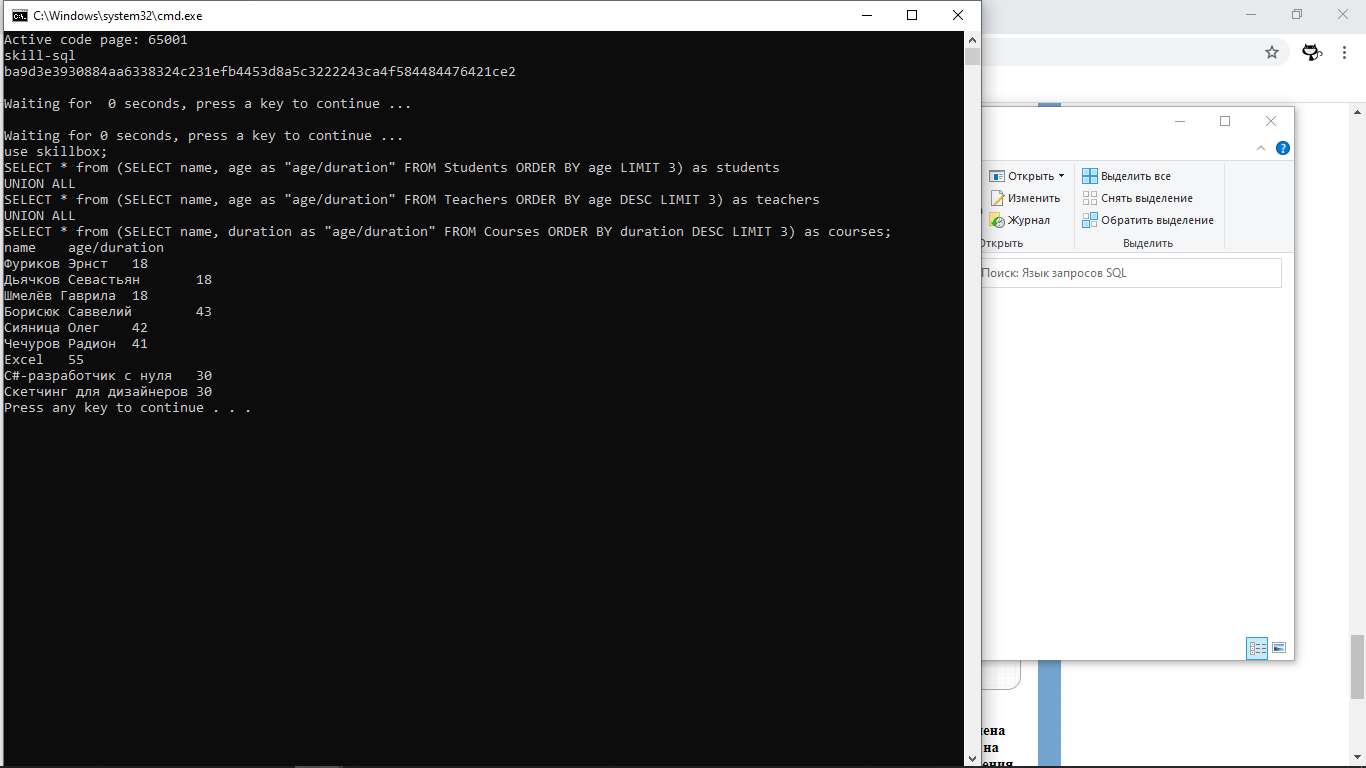 C:\Windows\system32\cmd.exe
Active code page: 65001
skill-sql
ba9d3e3930884aa6338324c231efb4453d8a5c3222243ca4f584484476421ce2
Waiting for  0 seconds, press a key to continue ...
Waiting for 0 seconds, press a key to continue ...
use skillbox;
SELECT * from (SELECT name, age as "age/duration" FROM Students ORDER BY age LIMIT 3) as students
UNION ALL
SELECT * from (SELECT name, age as "age/duration" FROM Teachers ORDER BY age DESC LIMIT 3) as teachers
UNION ALL
SELECT * from (SELECT name, duration as "age/duration" FROM Courses ORDER BY duration DESC LIMIT 3) as courses;
name    age/duration
Фуриков Эрнст   18
Дьячков Севастьян       18
Шмелёв Гаврила  18
Борисюк Саввелий        43
Сияница Олег    42
Чечуров Радион  41
Excel   55
C#-разработчик с нуля   30
Скетчинг для дизайнеров 30
Press any key to continue . . .
Открыть
Выделить все
Изменить
Снять выделение
Журнал
Обратить выделение
Открыть
Выделить
Поиск: Язык запросов SQL
на